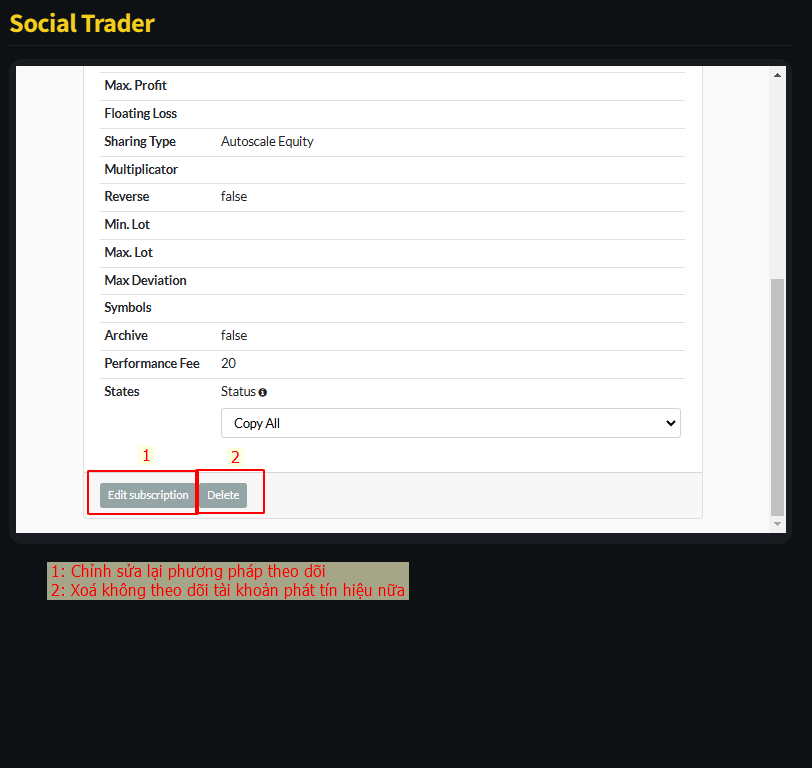 Social Trader
Max. Profit
Floating Loss
Sharing Type Autoscale Equity
Multiplicator
Reverse false
Min. Lot
Max. Lot
Max Deviation
Symbols
Archive false
Performance Fee 20
States Status
Copy All
1 2
Edit subscription Delete
1: Chỉnh sửa lại phương pháp theo dõi
2: Xoá không theo dõi tài khoản phát tín hiệu nữa